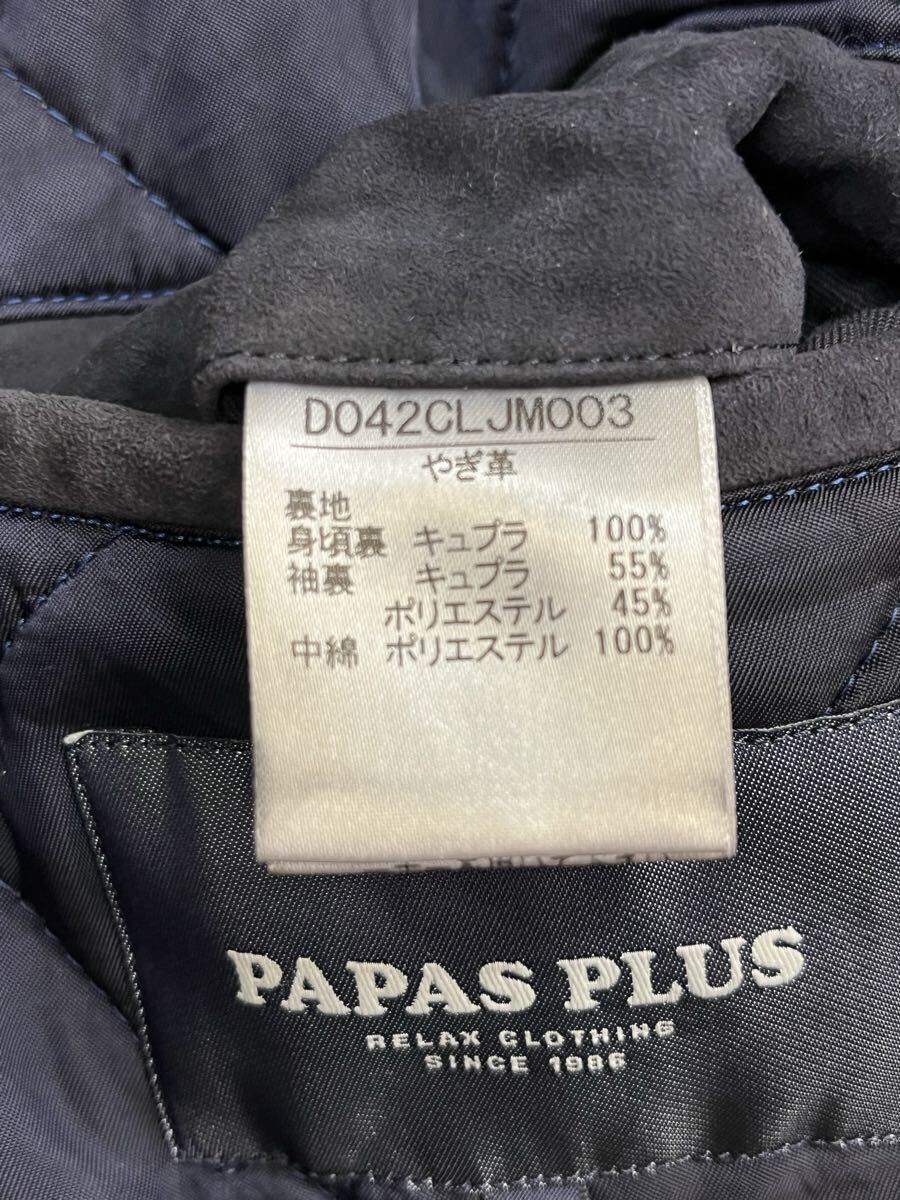 D042CLJM003
やぎ革
裏地
身頃裏 キュプラ 100%
袖裏 キュプラ 55%
ポリエステル 45%
中綿 ポリエステル 100%
PAPAS PLUS
RELAX CLOTHING
SINCE 1986